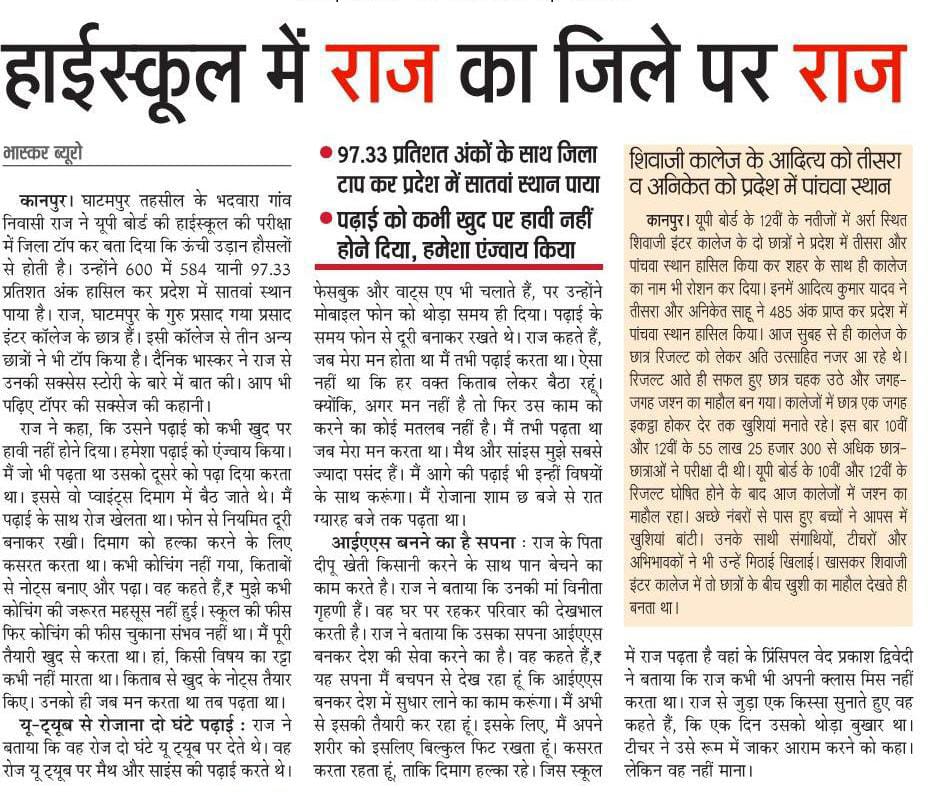 हाईस्कूल में राज का जिले पर राज
भास्कर ब्यूरो
कानपुर। घाटमपुर तहसील के भदवारा गांव
निवासी राज ने यूपी बोर्ड की हाईस्कूल की परीक्षा
में जिला टॉप कर बता दिया कि ऊंची उड़ान हौसलों
से होती है। उन्होंने 600 में 584 यानी 97.33
प्रतिशत अंक हासिल कर प्रदेश में सातवां स्थान
पाया है। राज, घाटमपुर के गुरु प्रसाद गया प्रसाद
इंटर कॉलेज के छात्र हैं। इसी कॉलेज से तीन अन्य
छात्रों ने भी टॉप किया है। दैनिक भास्कर ने राज से
उनकी सक्सेस स्टोरी के बारे में बात की। आप भी
पढ़िए टॉपर की सक्सेज की कहानी।
राज ने कहा, कि उसने पढ़ाई को कभी खुद पर
हावी नहीं होने दिया। हमेशा पढ़ाई को एंज्वाय किया।
मैं जो भी पढ़ता था उसको दूसरे को पढ़ा दिया करता
था। इससे वो प्वाइंट्स दिमाग में बैठ जाते थे। मैं
पढ़ाई के साथ रोज खेलता था। फोन से नियमित दूरी
बनाकर रखी। दिमाग को हल्का करने के लिए
कसरत करता था। कभी कोचिंग नहीं गया, किताबों
से नोट्स बनाए और पढ़ा। वह कहते हैं,₹ मुझे कभी
कोचिंग की जरूरत महसूस नहीं हुई। स्कूल की फीस
फिर कोचिंग की फीस चुकाना संभव नहीं था। मैं पूरी
तैयारी खुद से करता था। हां, किसी विषय का रट्टा
कभी नहीं मारता था। किताब से खुद के नोट्स तैयार
किए। उनको ही जब मन करता था तब पढ़ता था।
यू-ट्यूब से रोजाना दो घंटे पढ़ाई : राज ने
बताया कि वह रोज दो घंटे यू ट्यूब पर देते थे। वह
रोज यू ट्यूब पर मैथ और साइंस की पढ़ाई करते थे।
• 97.33 प्रतिशत अंकों के साथ जिला
टाप कर प्रदेश में सातवां स्थान पाया
• पढ़ाई को कभी खुद पर हावी नहीं
होने दिया, हमेशा एंज्वाय किया
फेसबुक और वाट्स एप भी चलाते हैं, पर उन्होंने
मोबाइल फोन को थोड़ा समय ही दिया। पढ़ाई के
समय फोन से दूरी बनाकर रखते थे। राज कहते हैं,
जब मेरा मन होता था मैं तभी पढ़ाई करता था। ऐसा
नहीं था कि हर वक्त किताब लेकर बैठा रहूं।
क्योंकि, अगर मन नहीं है तो फिर उस काम को
करने का कोई मतलब नहीं है। मैं तभी पढ़ता था
जब मेरा मन करता था। मैथ और सांइस मुझे सबसे
ज्यादा पसंद हैं। मैं आगे की पढ़ाई भी इन्हीं विषयों
के साथ करूंगा। मैं रोजाना शाम छ बजे से रात
ग्यारह बजे तक पढ़ता था।
आईएएस बनने का है सपना : राज के पिता
दीपू खेती किसानी करने के साथ पान बेचने का
काम करते है। राज ने बताया कि उनकी मां विनीता
गृहणी हैं। वह घर पर रहकर परिवार की देखभाल
करती है। राज ने बताया कि उसका सपना आईएएस
बनकर देश की सेवा करने का है। वह कहते हैं,₹
यह सपना मैं बचपन से देख रहा हूं कि आईएएस
बनकर देश में सुधार लाने का काम करूंगा। मैं अभी
से इसकी तैयारी कर रहा हूं। इसके लिए, मैं अपने
शरीर को इसलिए बिल्कुल फिट रखता हूं। कसरत
करता रहता हूं, ताकि दिमाग हल्का रहे। जिस स्कूल
शिवाजी कालेज के आदित्य को तीसरा
व अनिकेत को प्रदेश में पांचवा स्थान
कानपुर। यूपी बोर्ड के 12वीं के नतीजों में अर्रा स्थित
शिवाजी इंटर कालेज के दो छात्रों ने प्रदेश में तीसरा और
पांचवा स्थान हासिल किया कर शहर के साथ ही कालेज
का नाम भी रोशन कर दिया। इनमें आदित्य कुमार यादव ने
तीसरा और अनिकेत साहू ने 485 अंक प्राप्त कर प्रदेश में
पांचवा स्थान हासिल किया। आज सुबह से ही कालेज के
छात्र रिजल्ट को लेकर अति उत्साहित नजर आ रहे थे।
रिजल्ट आते ही सफल हुए छात्र चहक उठे और जगह-
जगह जश्न का माहौल बन गया। कालेजों में छात्र एक जगह
इकट्ठा होकर देर तक खुशियां मनाते रहे। इस बार 10वीं
और 12वीं के 55 लाख 25 हजार 300 से अधिक छात्र-
छात्राओं ने परीक्षा दी थी। यूपी बोर्ड के 10वीं और 12वीं के
रिजल्ट घोषित होने के बाद आज कालेजों में जश्न का
माहौल रहा। अच्छे नंबरों से पास हुए बच्चों ने आपस में
खुशियां बांटी। उनके साथी संगाथियों, टीचरों और
अभिभावकों ने भी उन्हें मिठाई खिलाई। खासकर शिवाजी
इंटर कालेज में तो छात्रों के बीच खुशी का माहौल देखते ही
बनता था।
में राज पढ़ता है वहां के प्रिंसिपल वेद प्रकाश द्विवेदी
ने बताया कि राज कभी भी अपनी क्लास मिस नहीं
करता था। राज से जुड़ा एक किस्सा सुनाते हुए वह
कहते हैं, कि एक दिन उसको थोड़ा बुखार था।
टीचर ने उसे रूम में जाकर आराम करने को कहा।
लेकिन वह नहीं माना।